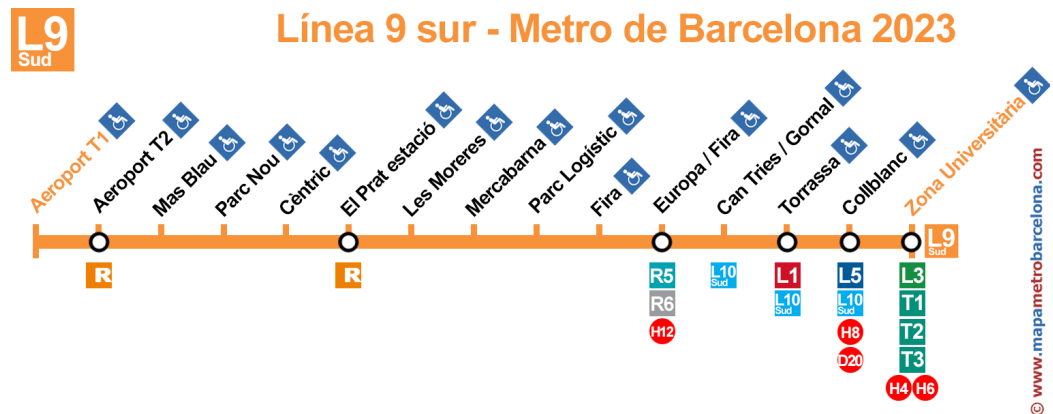 L9
Sud
Línea 9 sur - Metro de Barcelona 2023
Aeroport T1
Aeroport T2
Mas Blau
Parc Nou
Cèntric
El Prat estació
Les Moreres
Mercabarna
Parc Logístic
Fira
Europa / Fira
Can Tries / Gornal
Torrassa
Collblanc
Zona Universitària
L9
Sud
R
R
R5
R6
H12
L10
Sud
L1
L10
Sud
L5
L10
Sud
H8
D20
L3
T1
T2
T3
H4 H6
© www.mapametrobarcelona.com